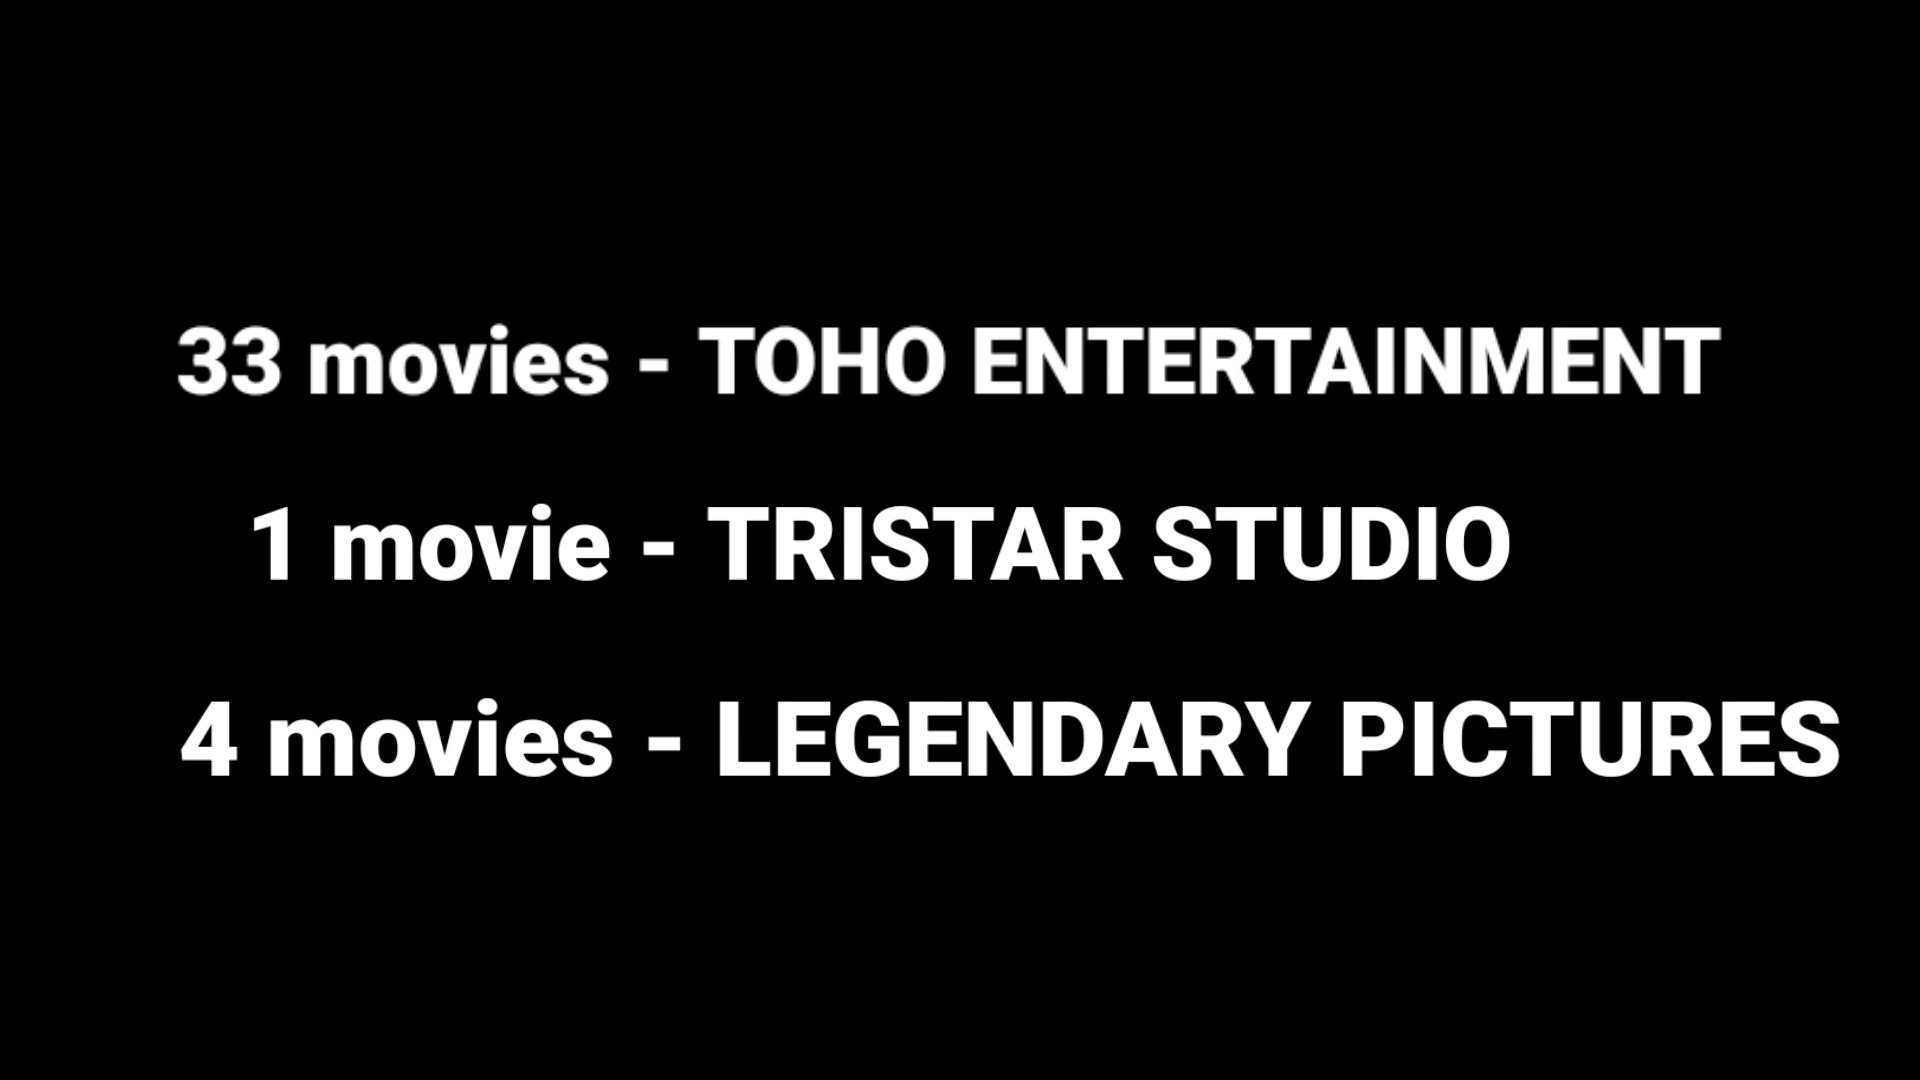 33 movies - TOHO ENTERTAINMENT
1 movie - TRISTAR STUDIO
4 movies - LEGENDARY PICTURES